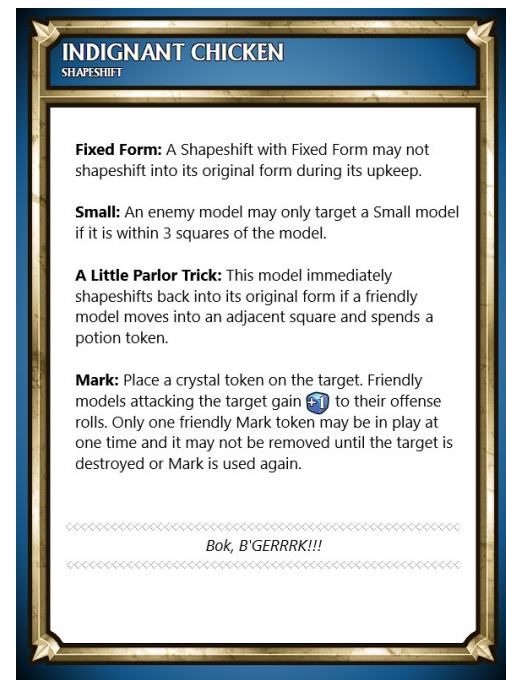 INDIGNANT CHICKEN
SHAPESHIFT
Fixed Form: A Shapeshift with Fixed Form may not
shapeshift into its original form during its upkeep.
Small: An enemy model may only target a Small model
if it is within 3 squares of the model.
A Little Parlor Trick: This model immediately
shapeshifts back into its original form if a friendly
model moves into an adjacent square and spends a
potion token.
Mark: Place a crystal token on the target. Friendly
models attacking the target gain +1 to their offense
rolls. Only one friendly Mark token may be in play at
one time and it may not be removed until the target is
destroyed or Mark is used again.
Bok, B'GERRRK!!!